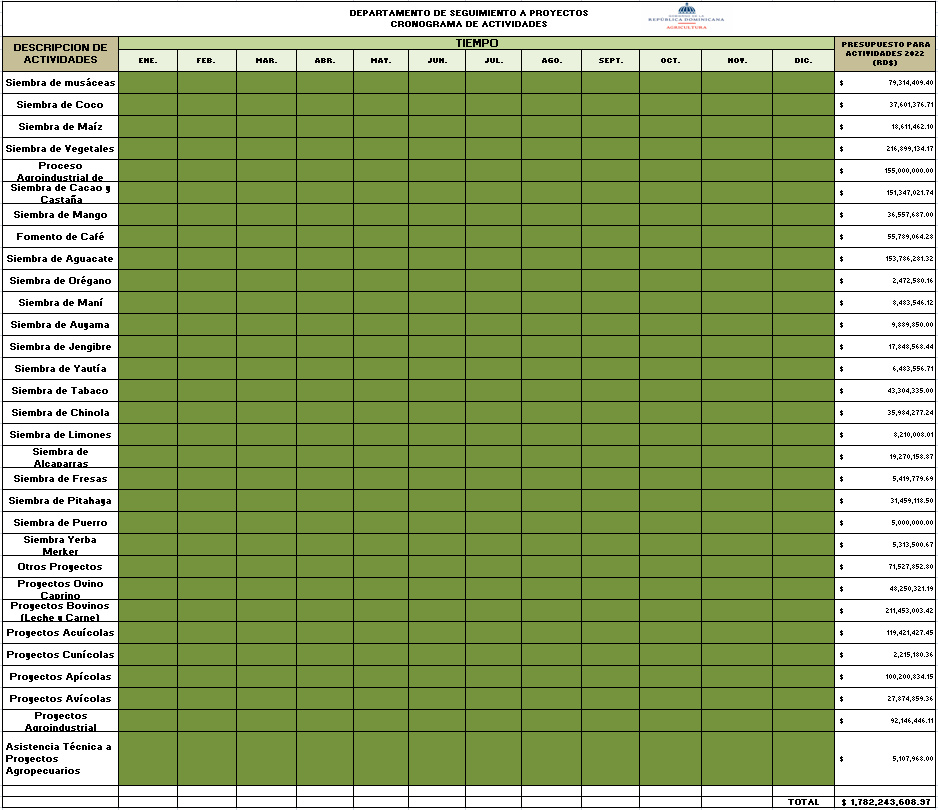 DEPARTAMENTO DE SEGUIMIENTO A PROYECTOS
CRONOGRAMA DE ACTIVIDADES
GOBIERNO DE LA
REPÚBLICA DOMINICANA
AGRICULTURA
DESCRIPCION DE ACTIVIDADES
TIEMPO
PRESUPUESTO PARA ACTIVIDADES 2022 (RD$)
ENE. FEB. MAR. ABR. MAY. JUN. JUL. AGO. SEPT. OCT. NOV. DIC.
Siembra de musáceas $ 79,314,409.40
Siembra de Coco $ 37,601,376.71
Siembra de Maíz $ 18,611,462.10
Siembra de Vegetales $ 216,899,134.17
Proceso Agroindustrial de $ 155,000,000.00
Siembra de Cacao y Castaña $ 151,347,021.74
Siembra de Mango $ 36,557,687.00
Fomento de Café $ 55,789,064.28
Siembra de Aguacate $ 153,786,281.32
Siembra de Orégano $ 2,472,580.16
Siembra de Maní $ 8,483,546.12
Siembra de Auyama $ 9,889,850.00
Siembra de Jengibre $ 17,848,568.44
Siembra de Yautía $ 6,483,556.71
Siembra de Tabaco $ 43,304,335.00
Siembra de Chinola $ 35,984,277.24
Siembra de Limones $ 8,210,008.01
Siembra de Alcaparras $ 19,270,158.87
Siembra de Fresas $ 5,419,779.69
Siembra de Pitahaya $ 31,459,118.50
Siembra de Puerro $ 5,000,000.00
Siembra Yerba Merker $ 5,313,500.67
Otros Proyectos $ 71,527,852.80
Proyectos Ovino Caprino $ 48,250,321.19
Proyectos Bovinos (Leche y Carne) $ 211,453,003.42
Proyectos Acuícolas $ 119,421,427.45
Proyectos Cunícolas $ 2,215,180.36
Proyectos Apícolas $ 100,200,834.15
Proyectos Avícolas $ 27,874,859.36
Proyectos Agroindustrial $ 92,146,446.11
Asistencia Técnica a Proyectos Agropecuarios $ 5,107,968.00
TOTAL $ 1,782,243,608.97